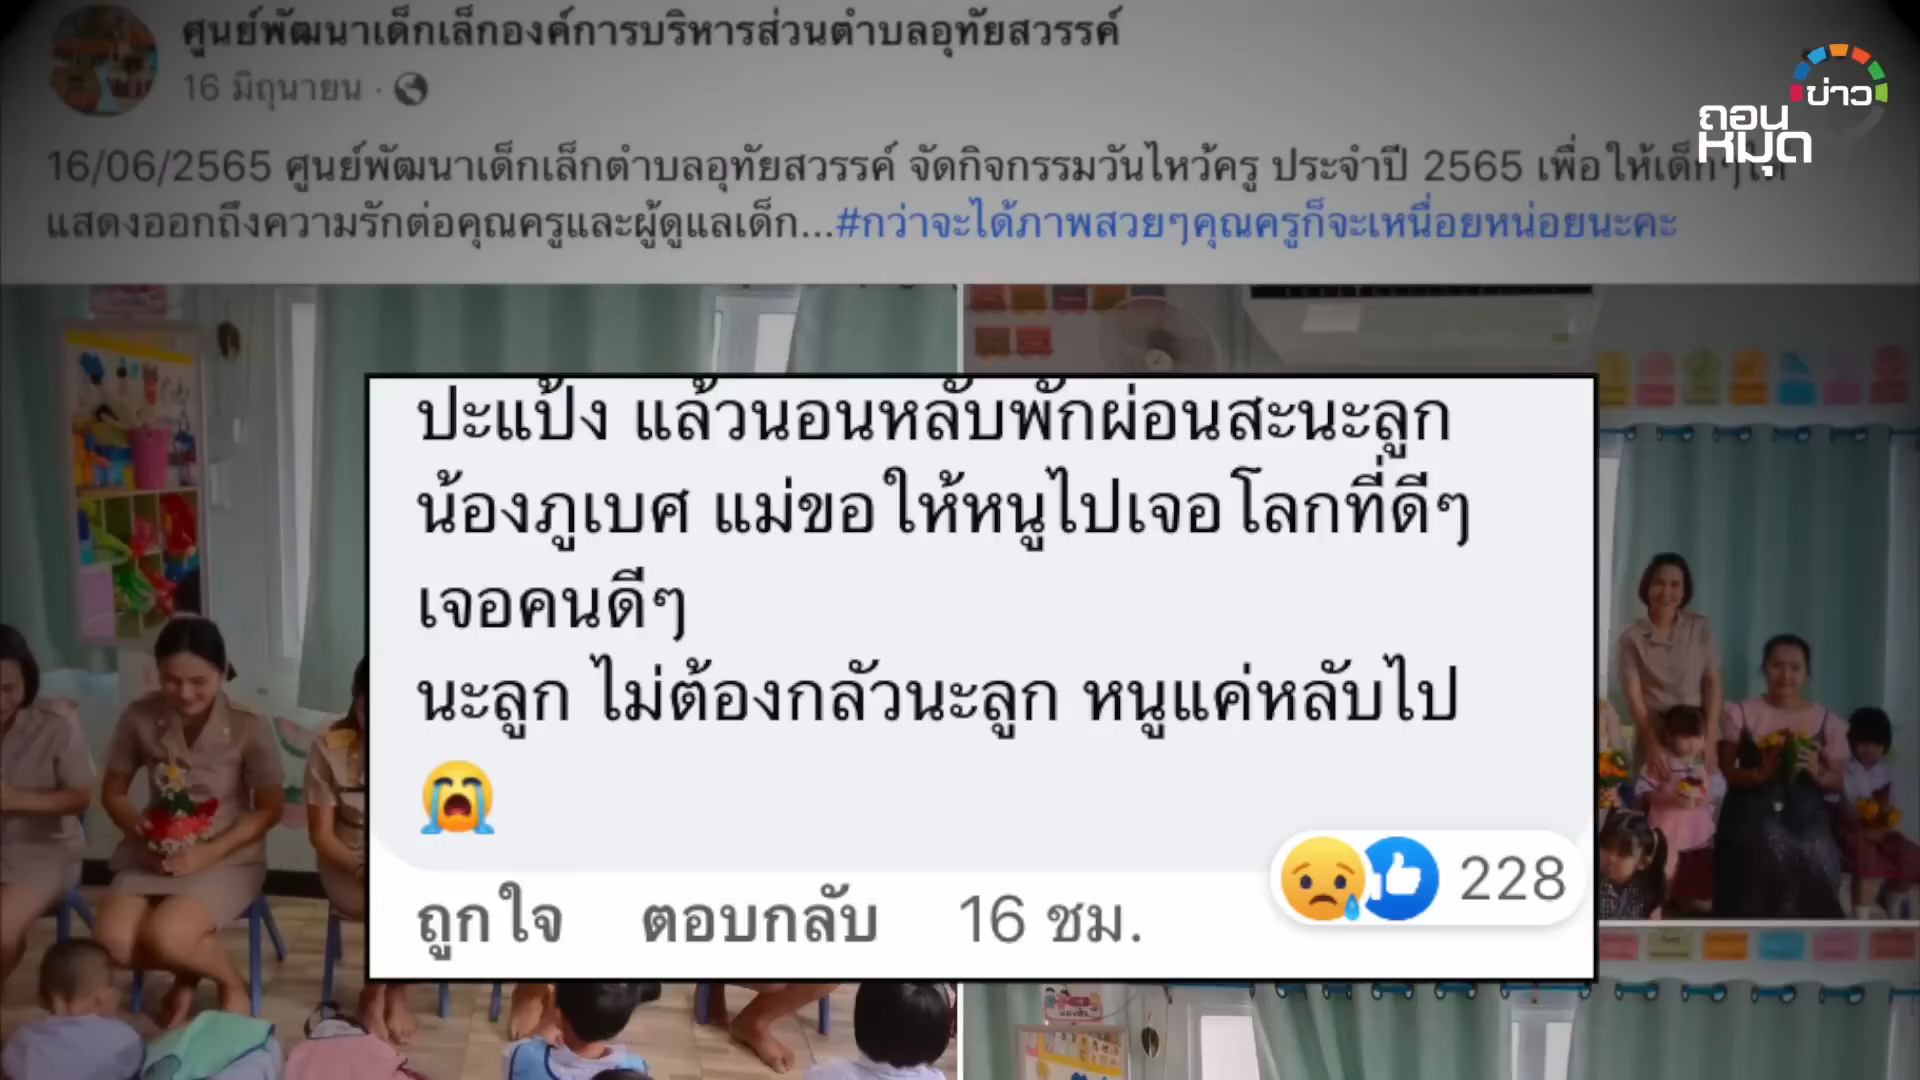 ศูนย์พัฒนาเด็กเล็กองค์การบริหารส่วนตำบลอุทัยสวรรค์
16 มิถุนายน ·
ข่าว
ถอน
หมุด
16/06/2565 ศูนย์พัฒนาเด็กเล็กตำบลอุทัยสวรรค์ จัดกิจกรรมวันไหว้ครู ประจำปี 2565 เพื่อให้เด็กๆได้
แสดงออกถึงความรักต่อคุณครูและผู้ดูแลเด็ก...#กว่าจะได้ภาพสวยๆคุณครูก็จะเหนื่อยหน่อยนะคะ
ปะแป้ง แล้วนอนหลับพักผ่อนสะนะลูก
น้องภูเบศ แม่ขอให้หนูไปเจอโลกที่ดีๆ
เจอคนดีๆ
นะลูก ไม่ต้องกลัวนะลูก หนูแค่หลับไป
😭
228
ถูกใจ ตอบกลับ 16 ชม.